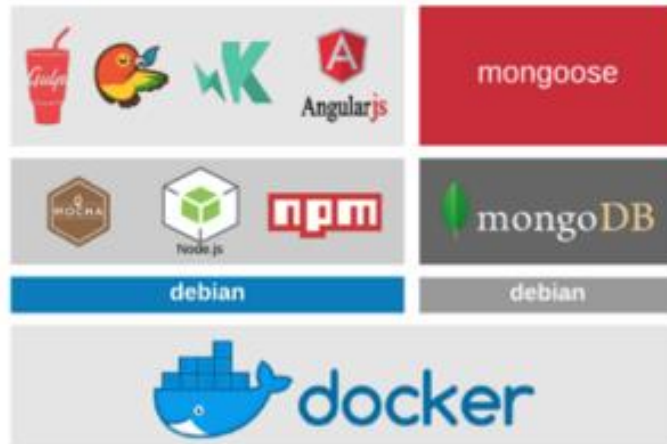 Gulp
Angularjs
mongoose
MOCHA
Node.js
npm
mongoDB
debian
debian
docker